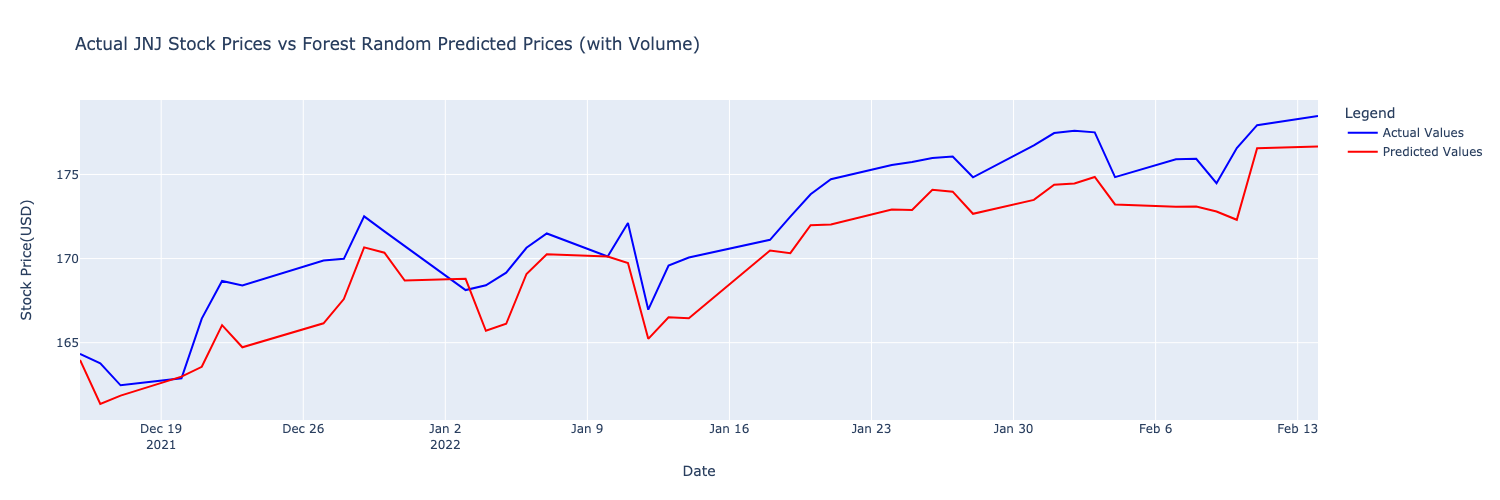 Actual JNJ Stock Prices vs Forest Random Predicted Prices (with Volume)
Legend
Actual Values
Predicted Values
Stock Price(USD)
175
170
165
Dec 19
2021
Dec 26
Jan 2
2022
Jan 9
Jan 16
Jan 23
Jan 30
Feb 6
Feb 13
Date